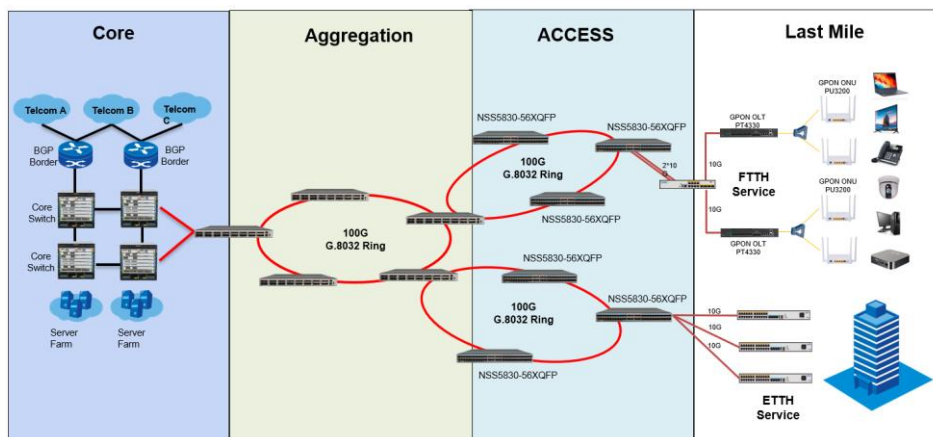 Core
Aggregation
ACCESS
Last Mile
Telcom A
Telcom B
Telcom
C
BGP
Border
BGP
Border
Core
Switch
Core
Switch
Server
Farm
Server
Farm
100G
G.8032 Ring
NSS5830-56XQFP
NSS5830-56XQFP
100G
G.8032 Ring
NSS5830-56XQFP
2*10
G
NSS5830-56XQFP
NSS5830-56XQFP
100G
G.8032 Ring
NSS5830-56XQFP
GPON OLT
PT4330
GPON ONU
PU3200
10G
FTTH
Service
10G
GPON ONU
PU3200
GPON OLT
PT4330
10G
10G
10G
ETTH
Service